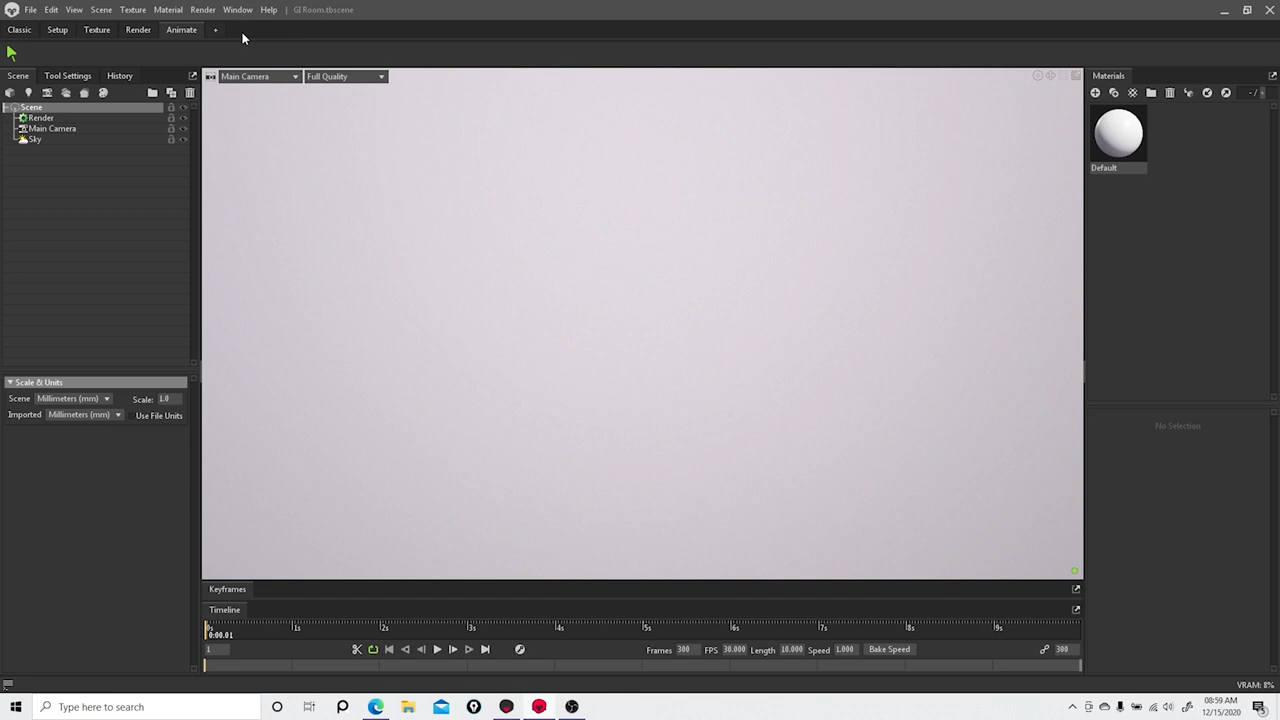 File Edit View Scene Texture Material Render Window Help GI Room.tbscene
Classic Setup Texture Render Animate +
Scene Tool Settings History
Main Camera Full Quality
Materials
- /
Scene
Render
Main Camera
Sky
Default
Scale & Units
Scene Millimeters (mm) Scale: 1.0
Imported Millimeters (mm) Use File Units
No Selection
Keyframes
Timeline
0s 1s 2s 3s 4s 5s 6s 7s 8s 9s
0:00.01
1 Frames 300 FPS 30.000 Length 10.000 Speed 1.000 Bake Speed 300
VRAM: 8%
Type here to search
08:59 AM
12/15/2020